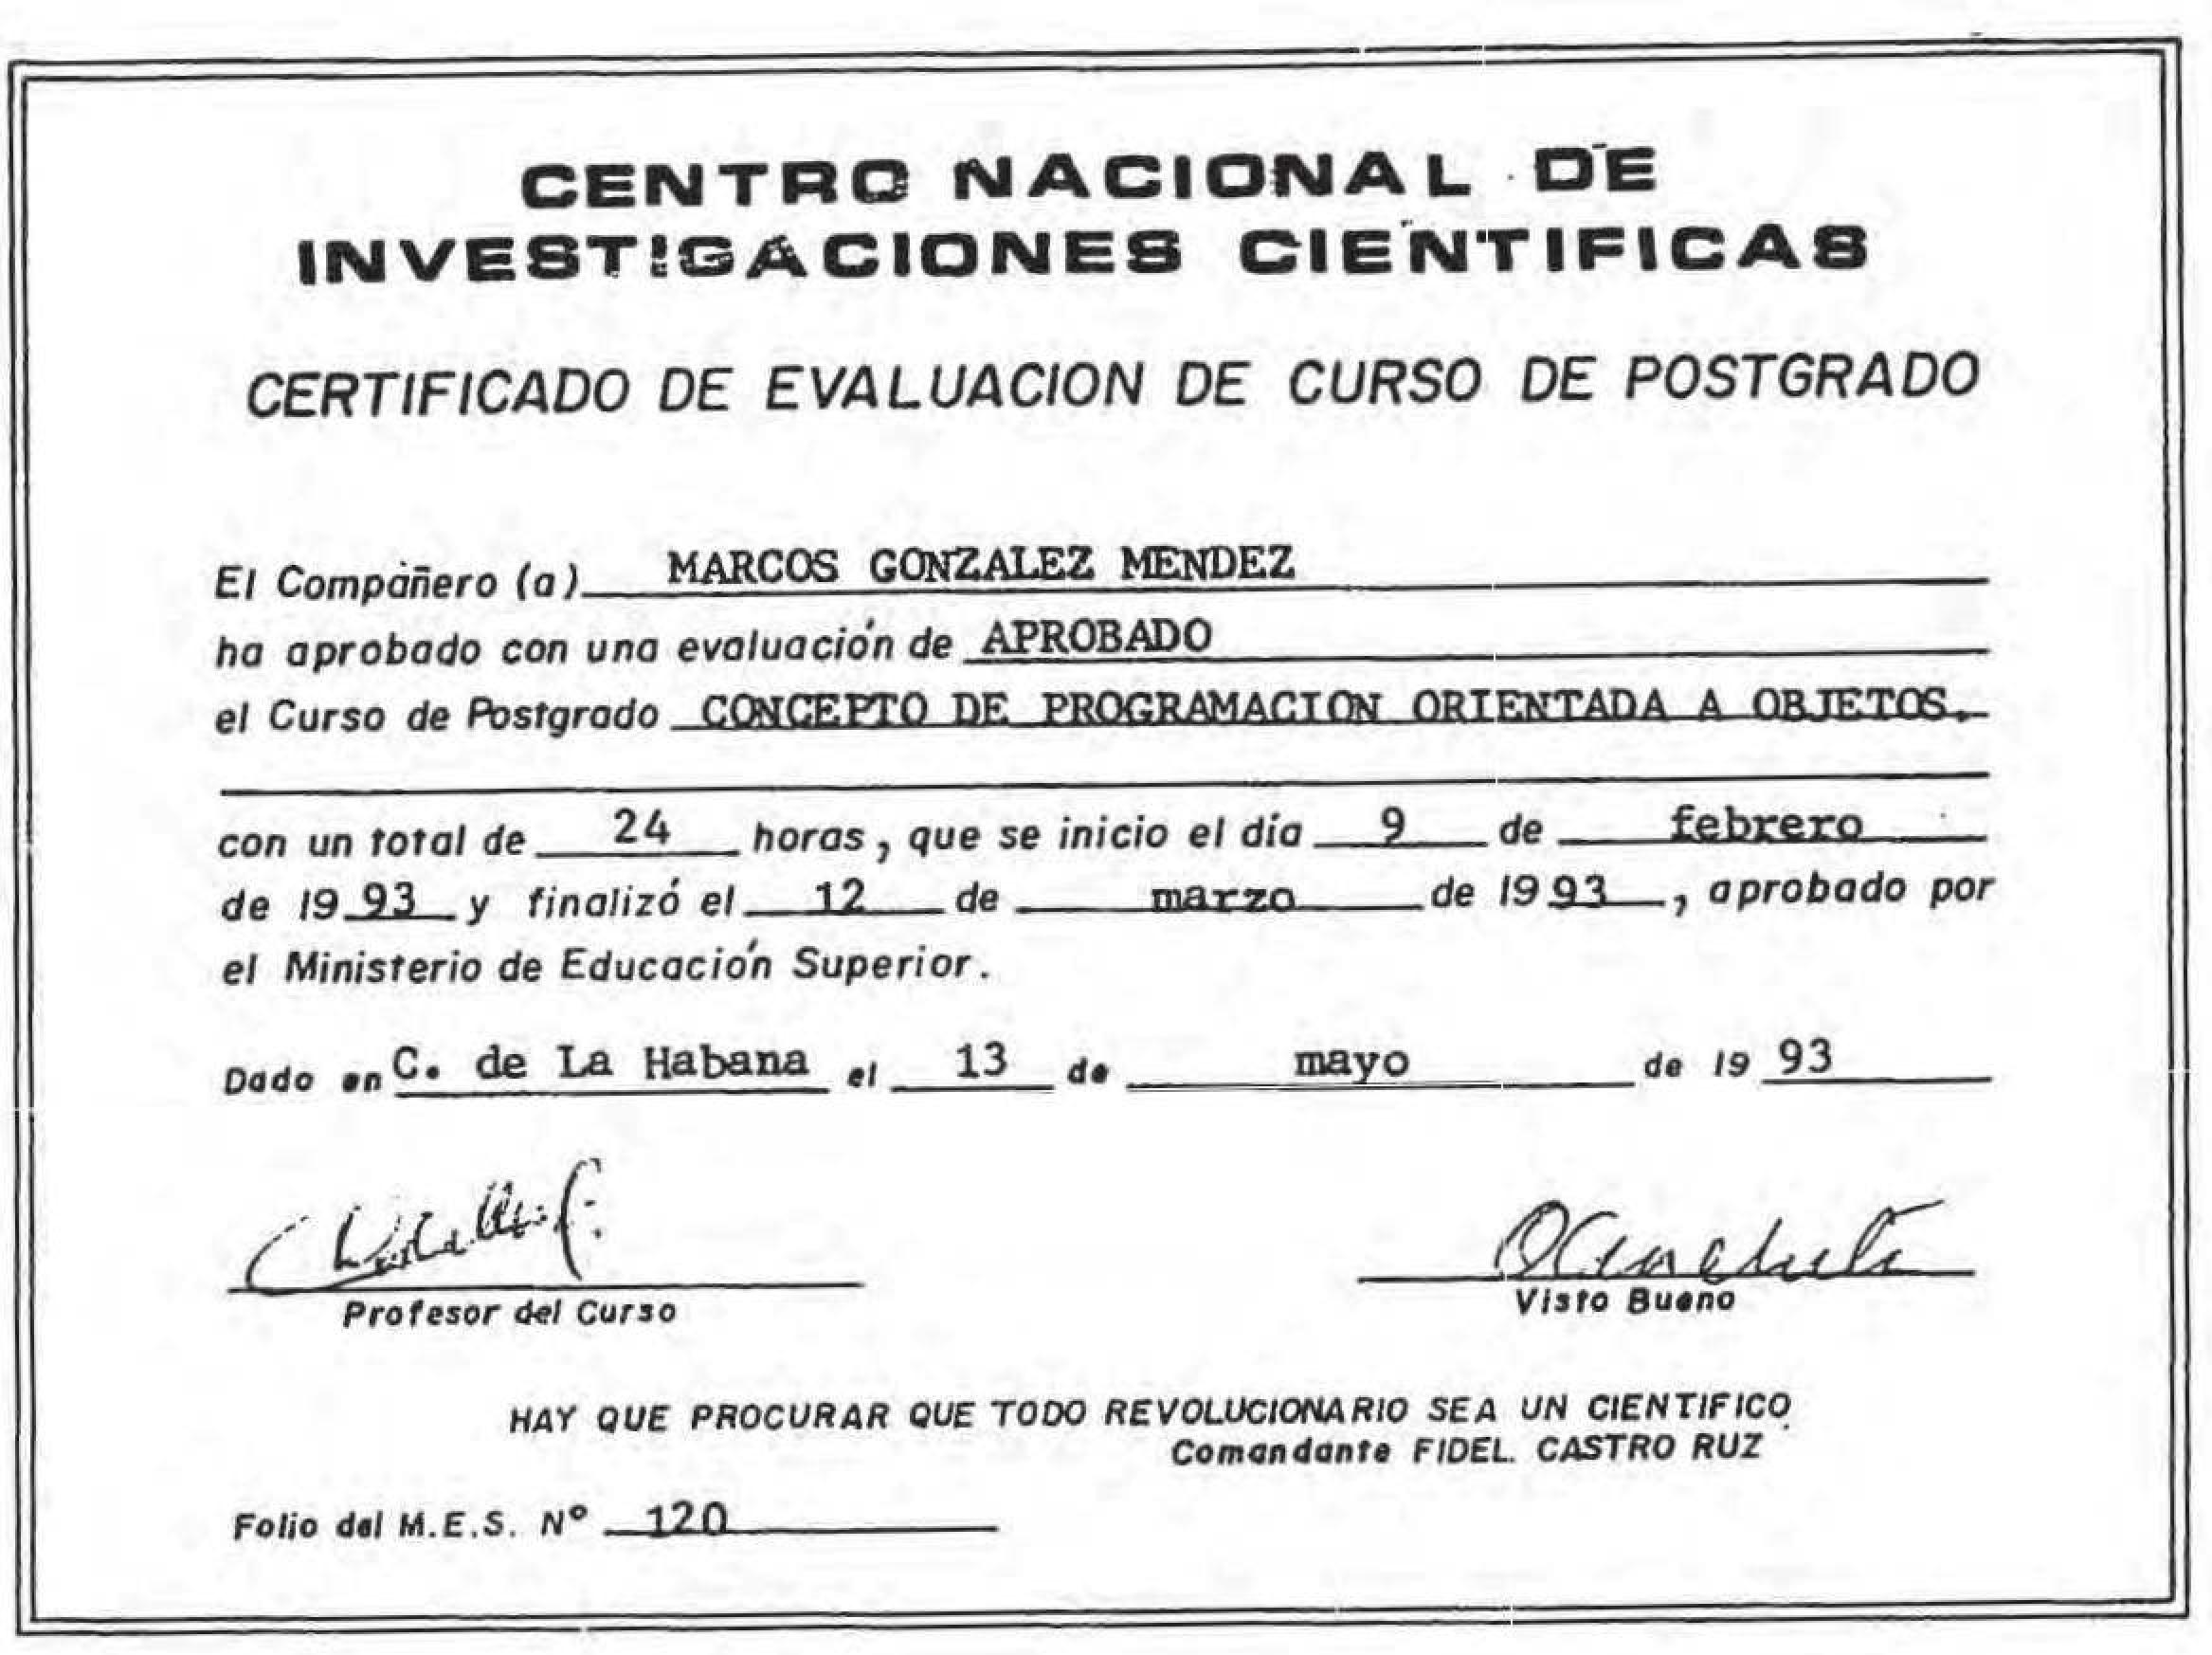 CENTRO NACIONAL DE
INVESTIGACIONES CIENTIFICAS
CERTIFICADO DE EVALUACION DE CURSO DE POSTGRADO
El Compañero (a) MARCOS GONZALEZ MENDEZ
ha aprobado con una evaluación de APROBADO
el Curso de Postgrado CONCEPTO DE PROGRAMACION ORIENTADA A OBJETOS.
con un total de 24 horas, que se inicio el día 9 de febrero
de 1993 y finalizó el 12 de marzo de 1993, aprobado por
el Ministerio de Educación Superior.
Dado en C. de La Habana el 13 de mayo de 1993
Profesor del Curso Visto Bueno
HAY QUE PROCURAR QUE TODO REVOLUCIONARIO SEA UN CIENTIFICO
Comandante FIDEL. CASTRO RUZ
Folio del M.E.S. Nº 120